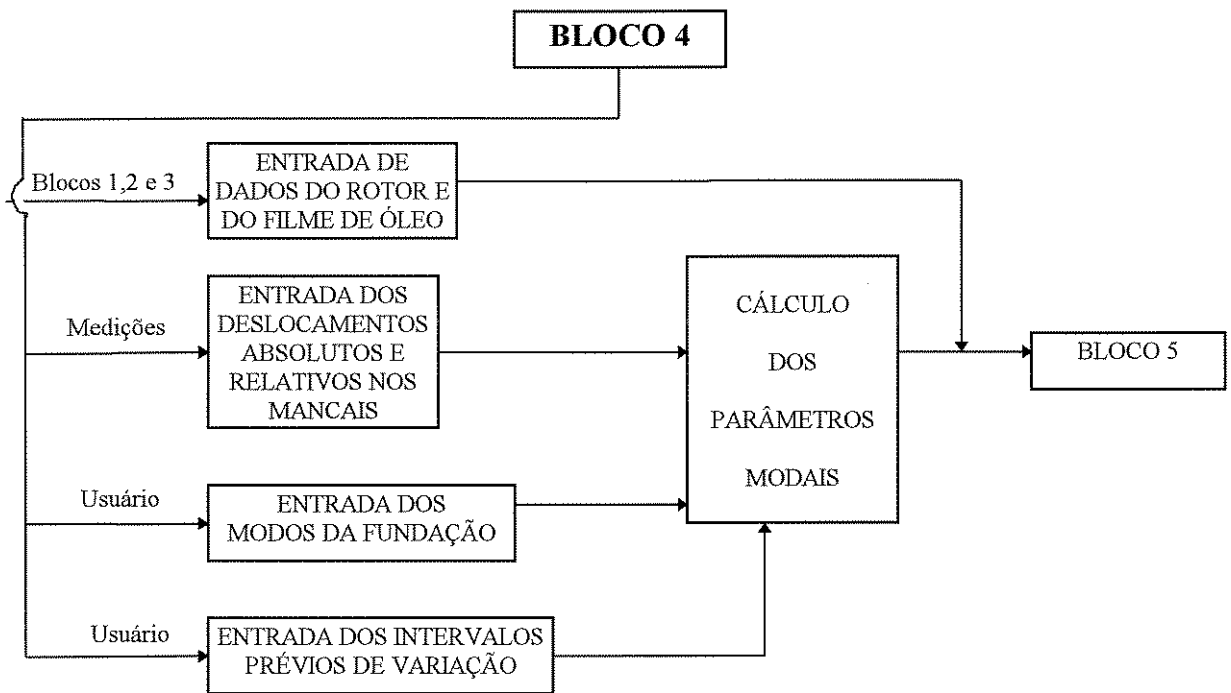 BLOCO 4
Blocos 1,2 e 3
ENTRADA DE
DADOS DO ROTOR E
DO FILME DE ÓLEO
Medições
ENTRADA DOS
DESLOCAMENTOS
ABSOLUTOS E
RELATIVOS NOS
MANCAIS
CÁLCULO
DOS
PARÂMETROS
MODAIS
BLOCO 5
Usuário
ENTRADA DOS
MODOS DA FUNDAÇÃO
Usuário
ENTRADA DOS INTERVALOS
PRÉVIOS DE VARIAÇÃO